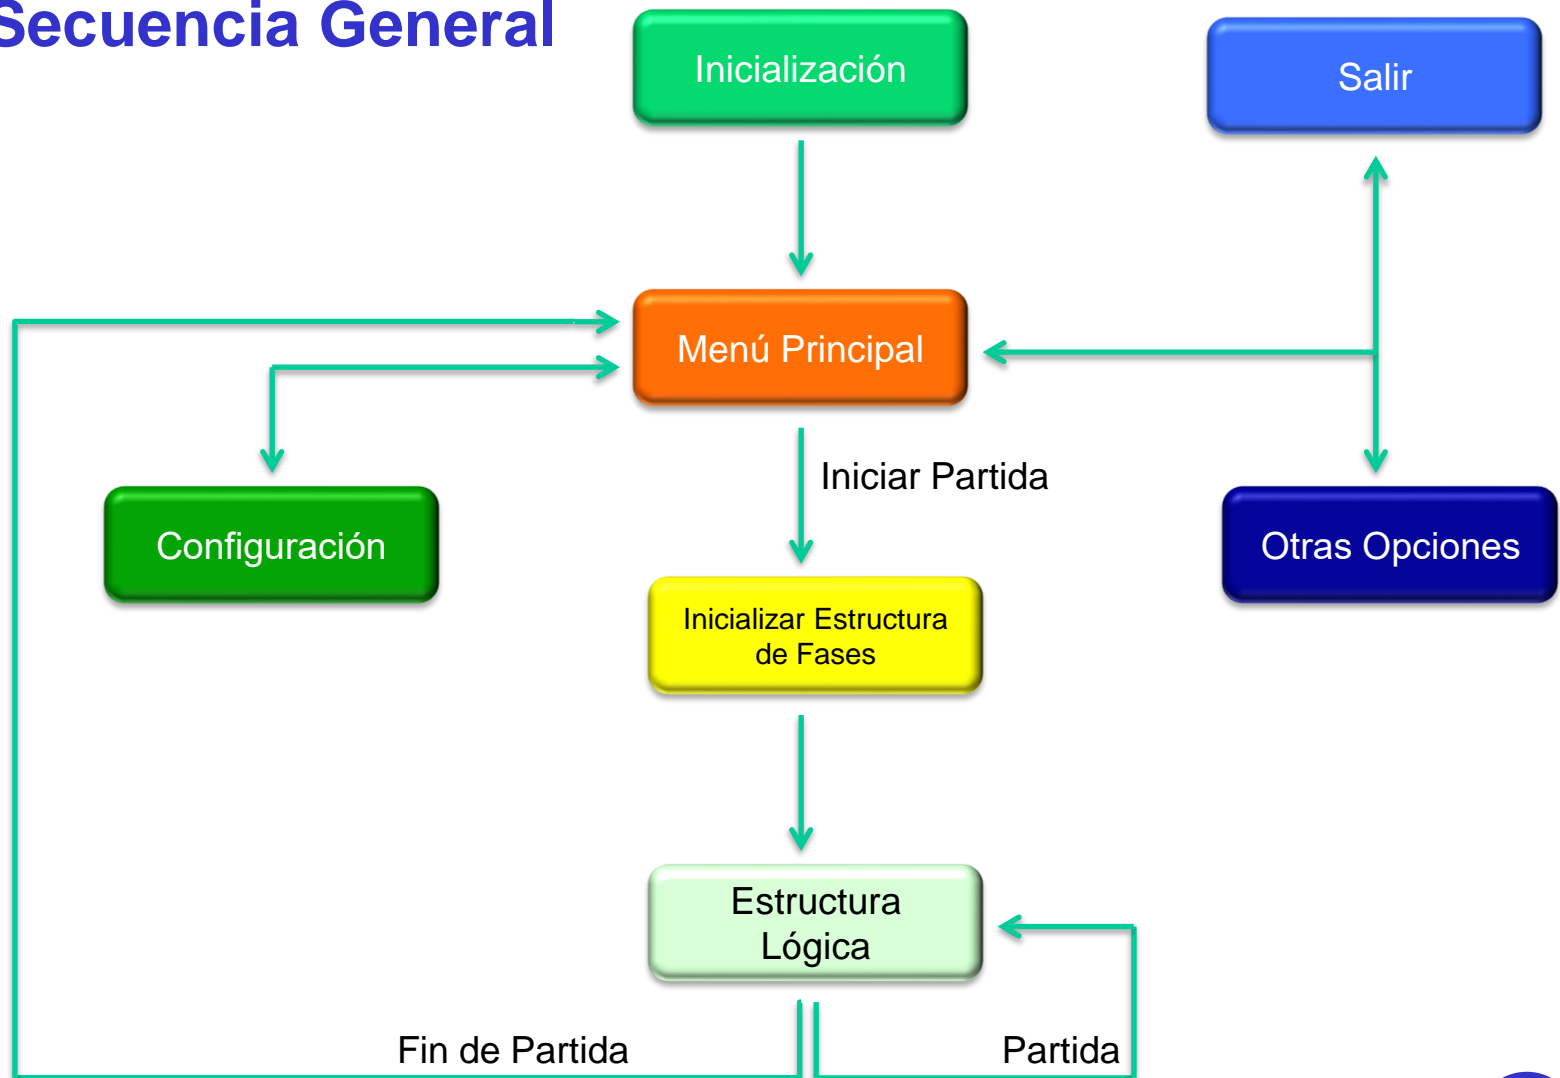 Secuencia General
Inicialización
Salir
Menú Principal
Iniciar Partida
Configuración
Otras Opciones
Inicializar Estructura
de Fases
Estructura
Lógica
Fin de Partida
Partida